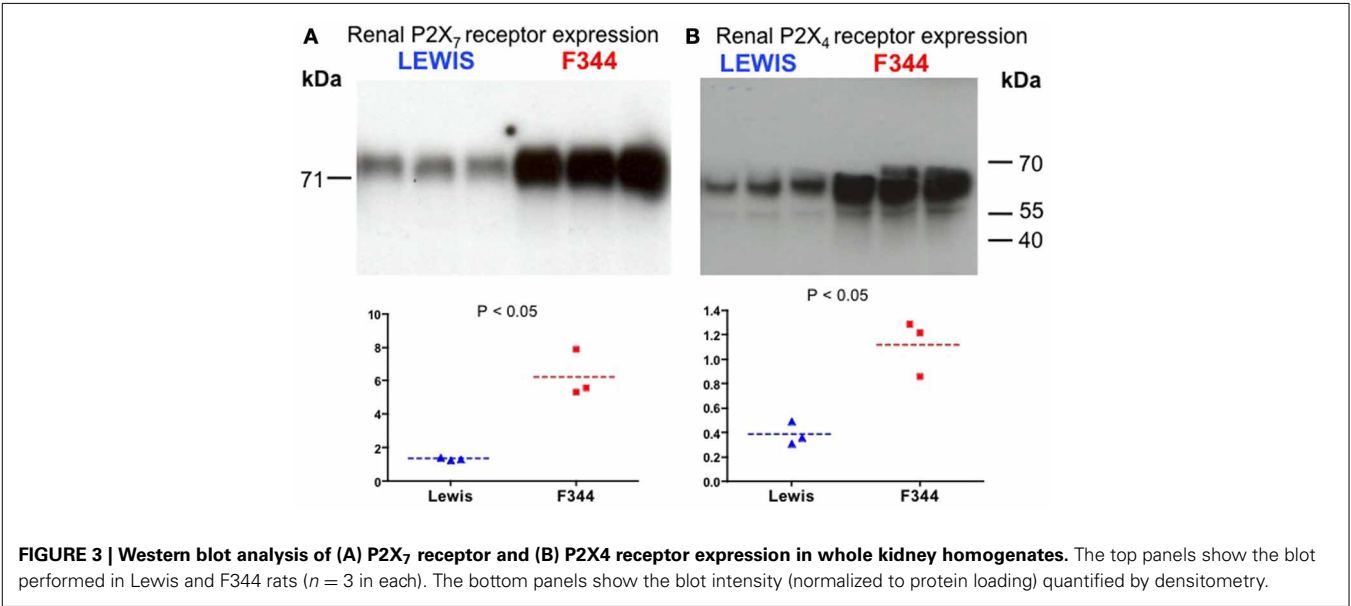 A Renal P2X7 receptor expression
LEWIS F344
kDa
71
P < 0.05
10
8
6
4
2
0
Lewis F344
B Renal P2X4 receptor expression
LEWIS F344
kDa
70
55
40
P < 0.05
1.4
1.2
1.0
0.8
0.6
0.4
0.2
0.0
Lewis F344
FIGURE 3 | Western blot analysis of (A) P2X7 receptor and (B) P2X4 receptor expression in whole kidney homogenates. The top panels show the blot
performed in Lewis and F344 rats (n = 3 in each). The bottom panels show the blot intensity (normalized to protein loading) quantified by densitometry.